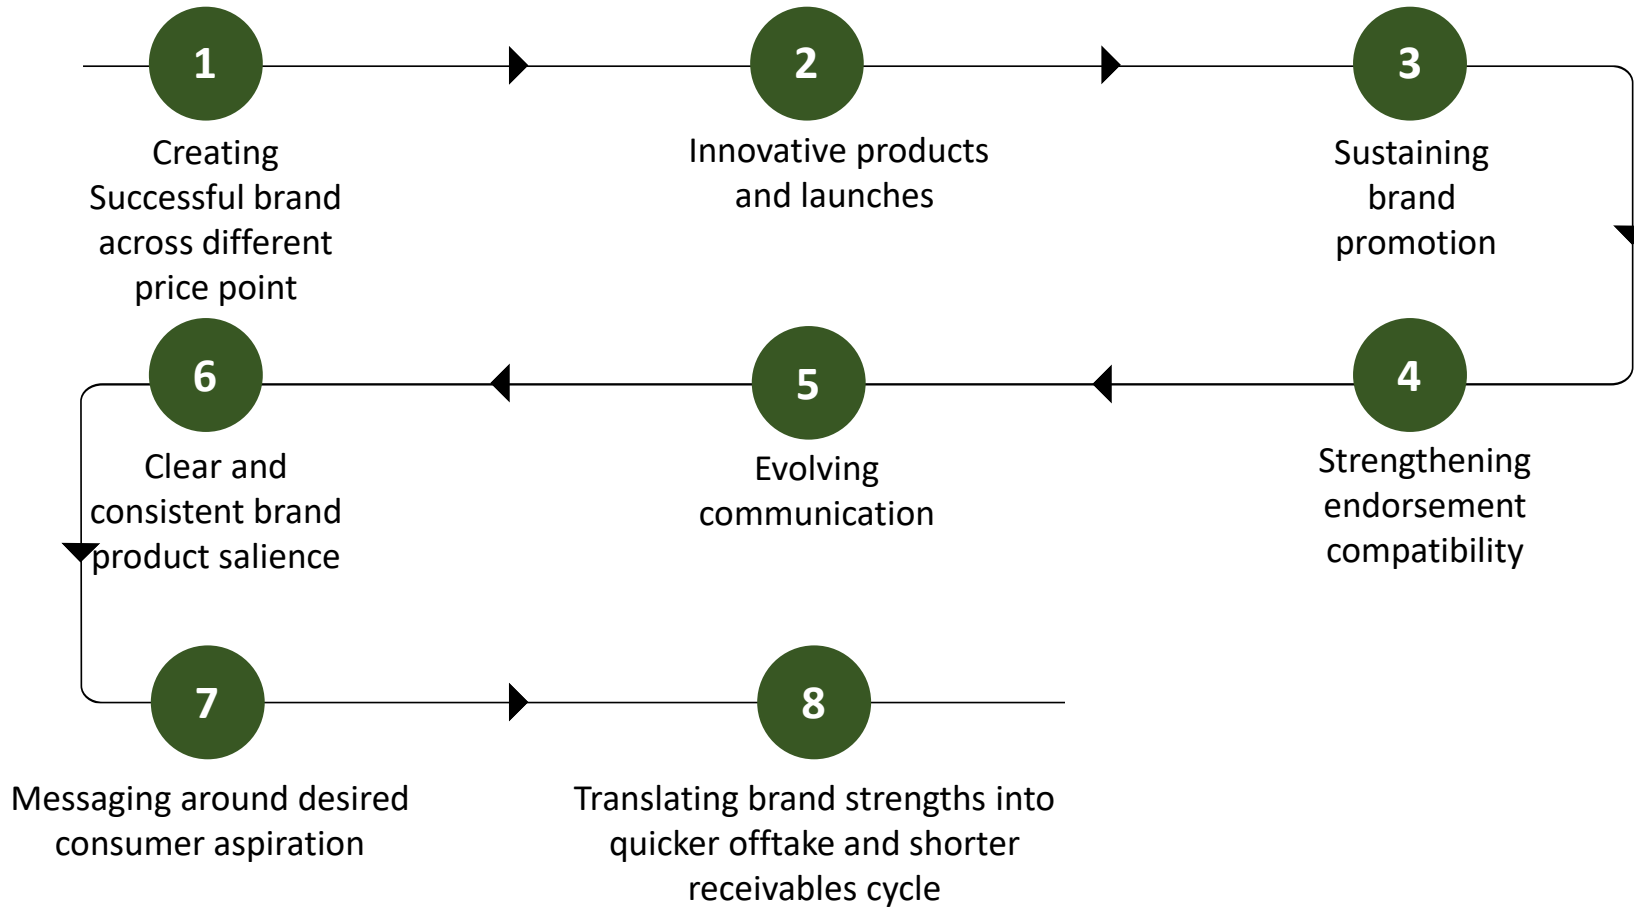 1
Creating
Successful brand
across different
price point
2
Innovative products
and launches
3
Sustaining
brand
promotion
4
Strengthening
endorsement
compatibility
5
Evolving
communication
6
Clear and
consistent brand
product salience
7
Messaging around desired
consumer aspiration
8
Translating brand strengths into
quicker offtake and shorter
receivables cycle